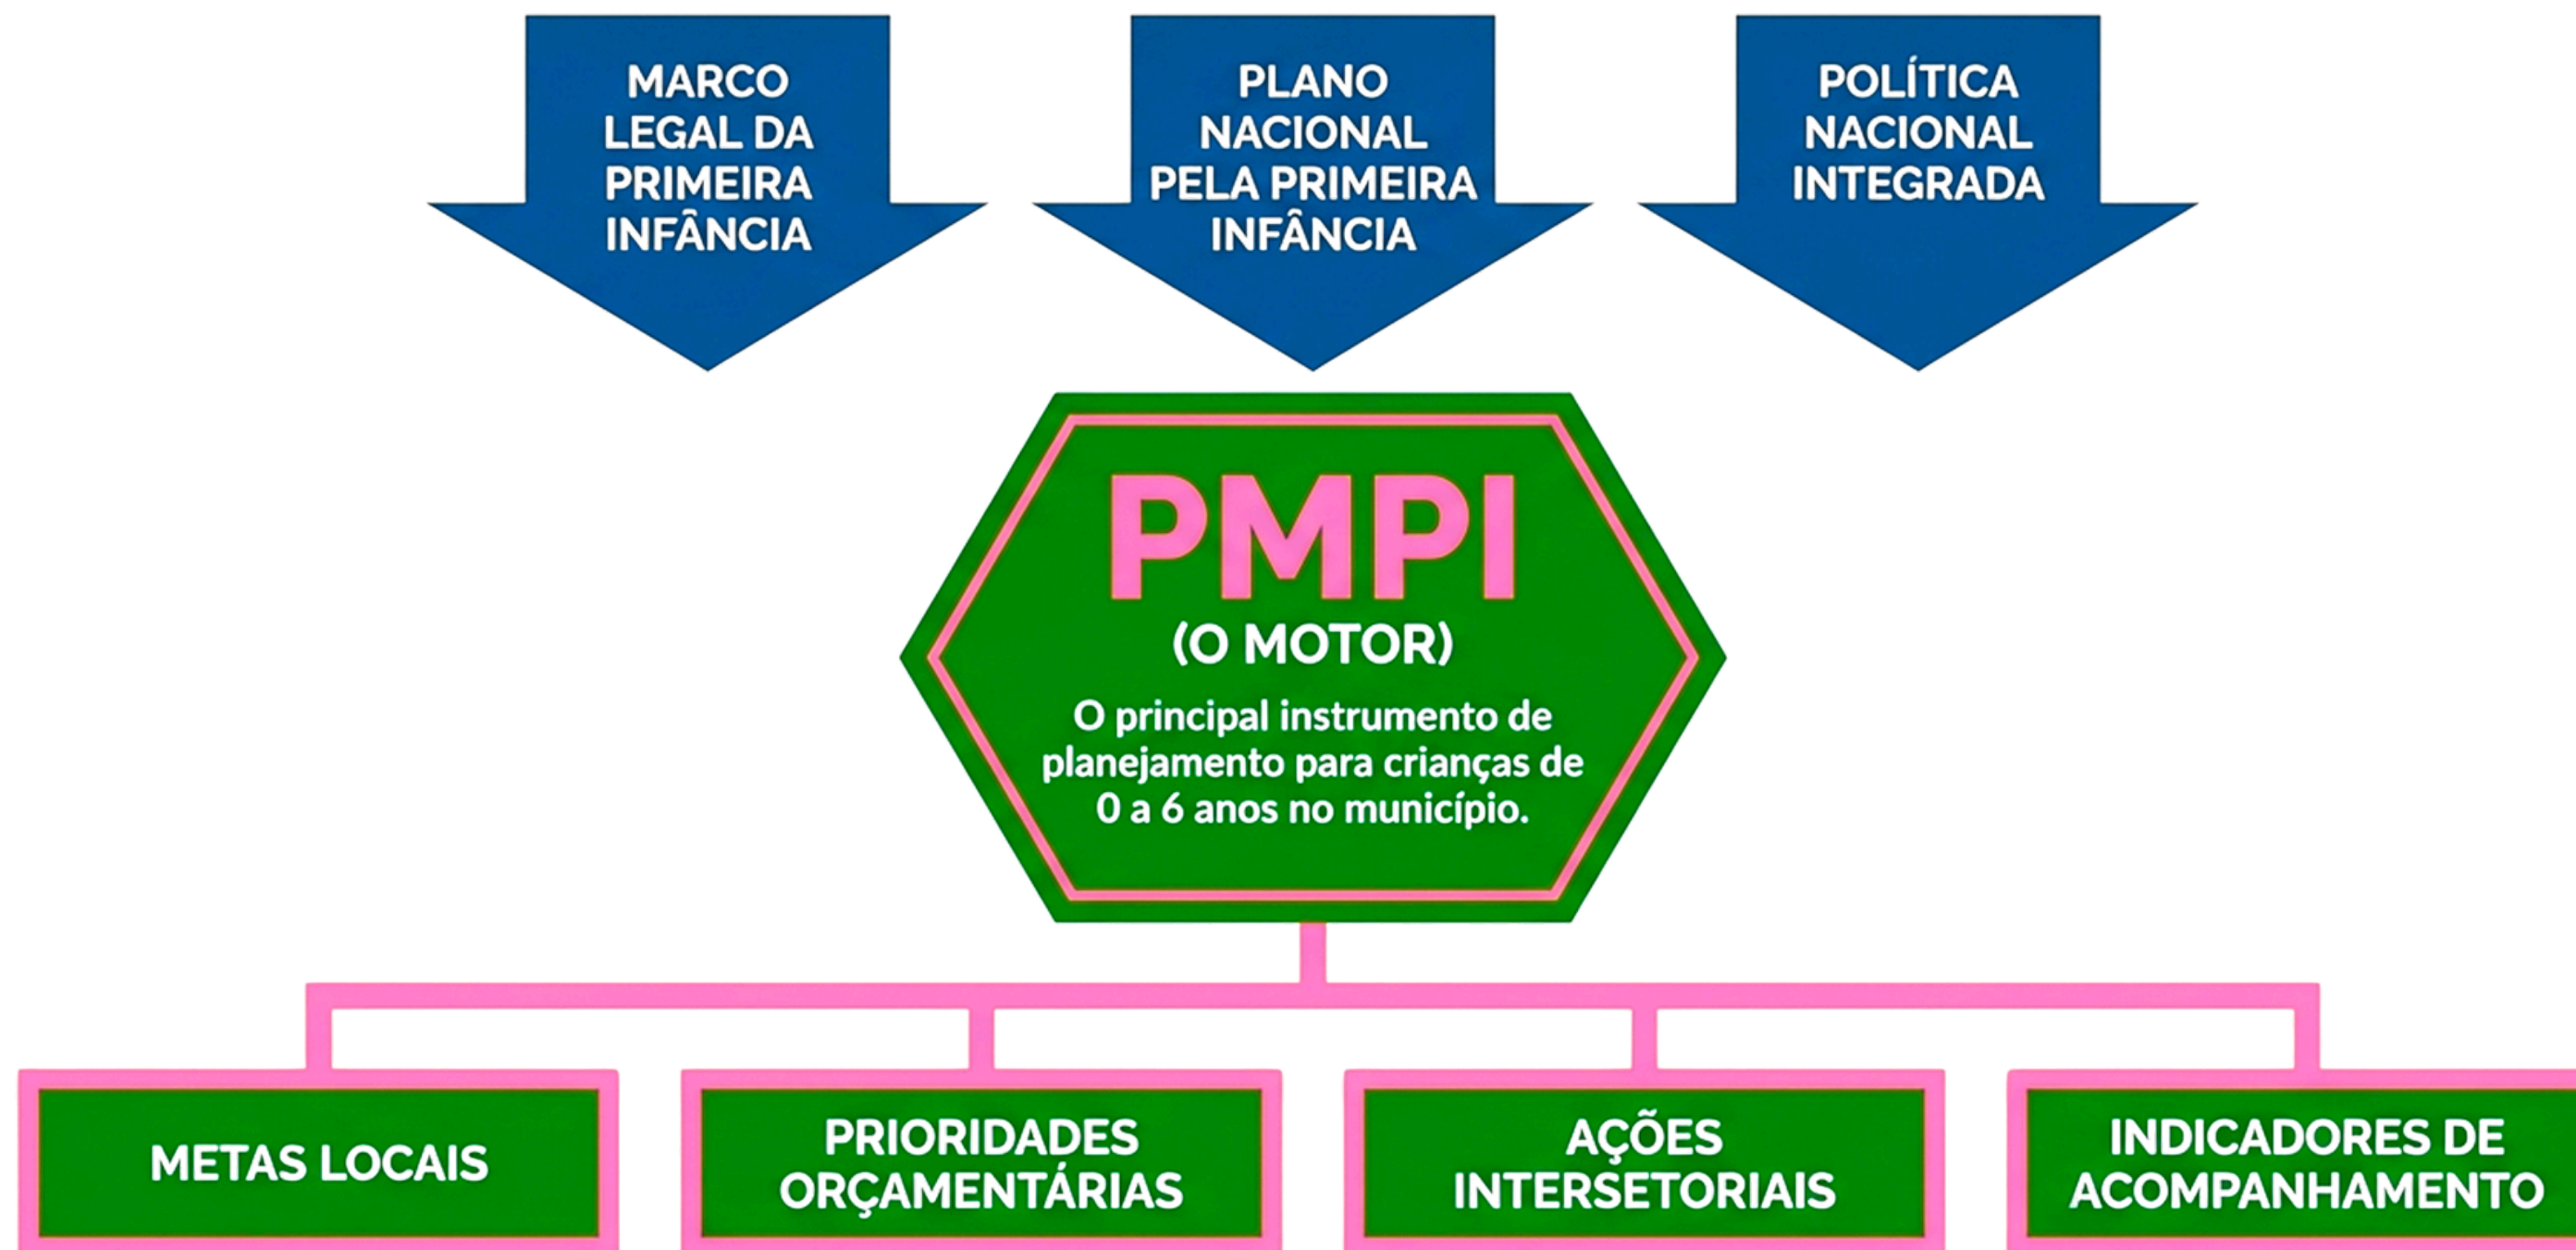 MARCO
LEGAL DA
PRIMEIRA
INFÂNCIA
PLANO
NACIONAL
PELA PRIMEIRA
INFÂNCIA
POLÍTICA
NACIONAL
INTEGRADA
PMPI
(O MOTOR)
O principal instrumento de
planejamento para crianças de
0 a 6 anos no município.
METAS LOCAIS
PRIORIDADES
ORÇAMENTÁRIAS
AÇÕES
INTERSETORIAIS
INDICADORES DE
ACOMPANHAMENTO